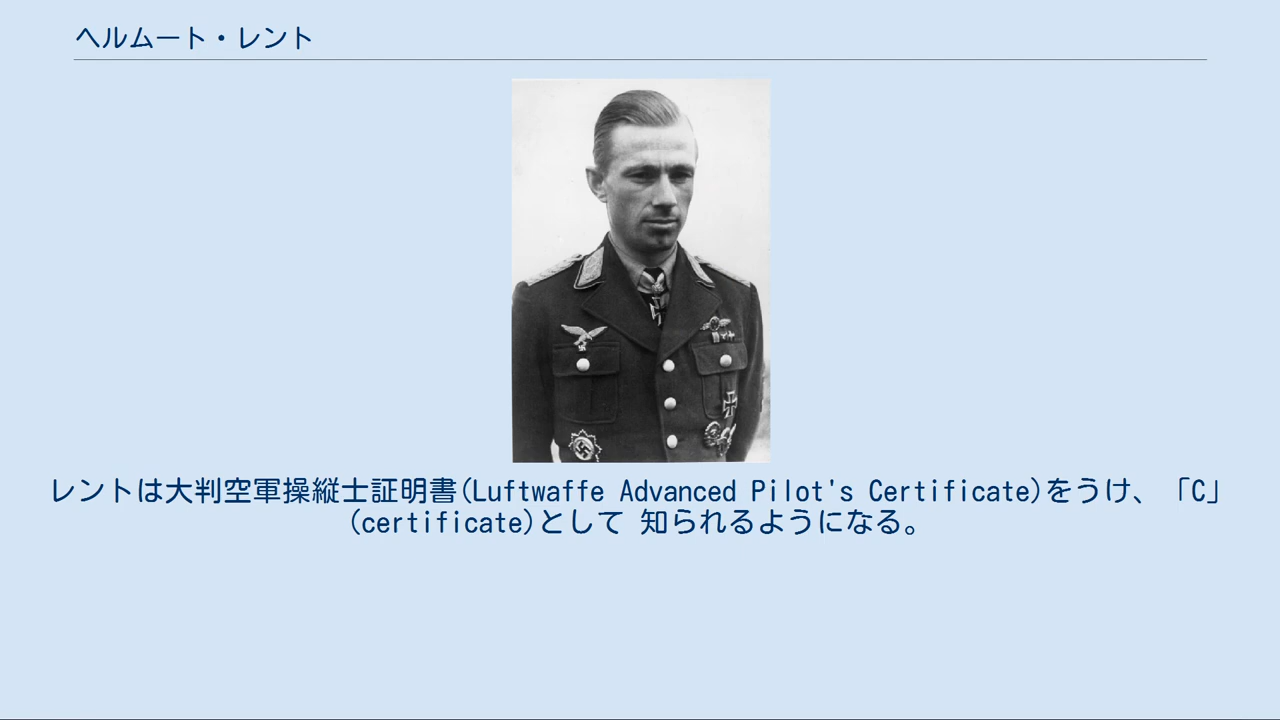 ヘルムート・レント
レントは大判空軍操縦士証明書(Luftwaffe Advanced Pilot's Certificate)をうけ、「C」
(certificate)として 知られるようになる。